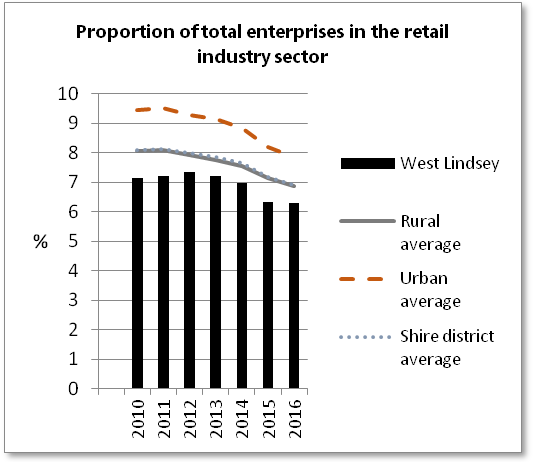 Proportion of total enterprises in the retail
industry sector
10
9
8
7
6
5
4
3
2
1
0
%
2010
2011
2012
2013
2014
2015
2016
West Lindsey
Rural
average
Urban
average
Shire district
average